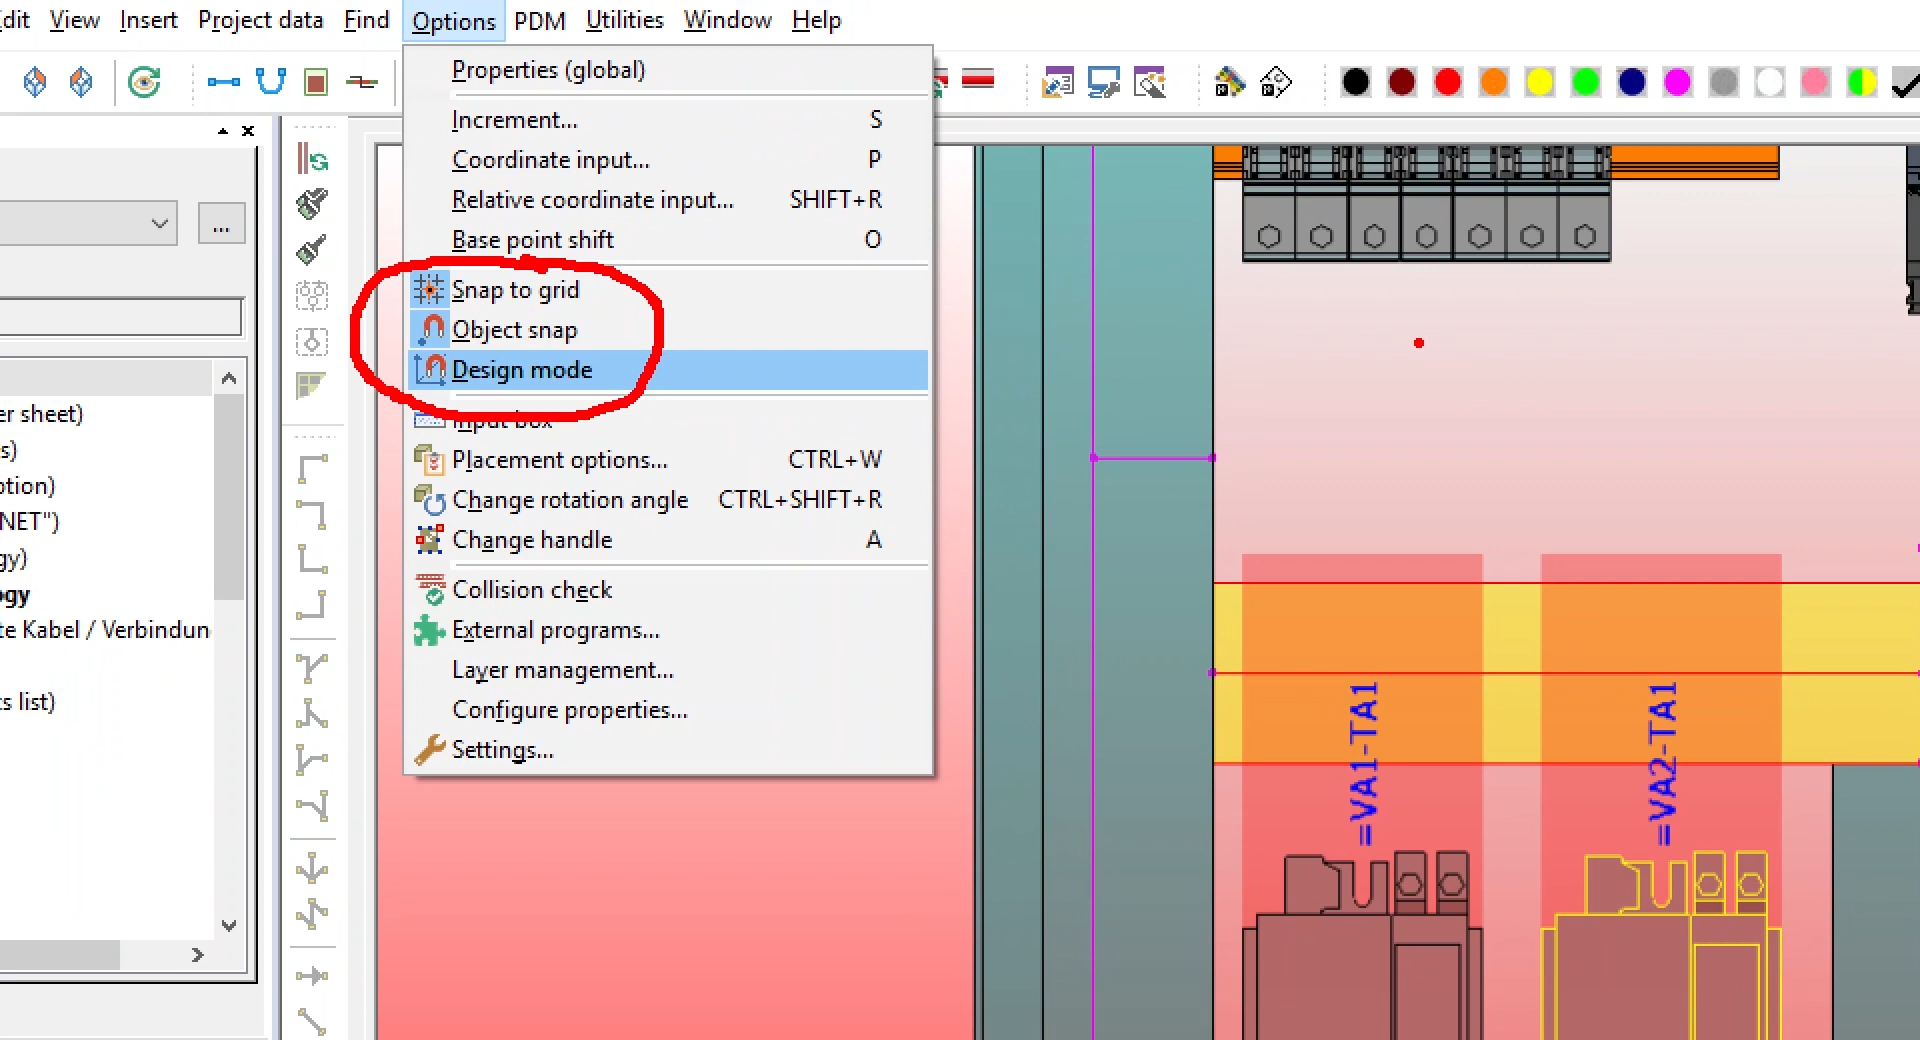 dit View Insert Project data Find Options PDM Utilities Window Help
Properties (global)
Increment... S
Coordinate input... P
Relative coordinate input... SHIFT+R
Base point shift O
Snap to grid
Object snap
Design mode
Input box
Placement options... CTRL+W
Change rotation angle CTRL+SHIFT+R
Change handle A
Collision check
External programs...
Layer management...
Configure properties...
Settings...
...
er sheet)
s)
otion)
NET")
gy)
ogy
te Kabel / Verbindun
s list)
=VA1-TA1
=VA2-TA1